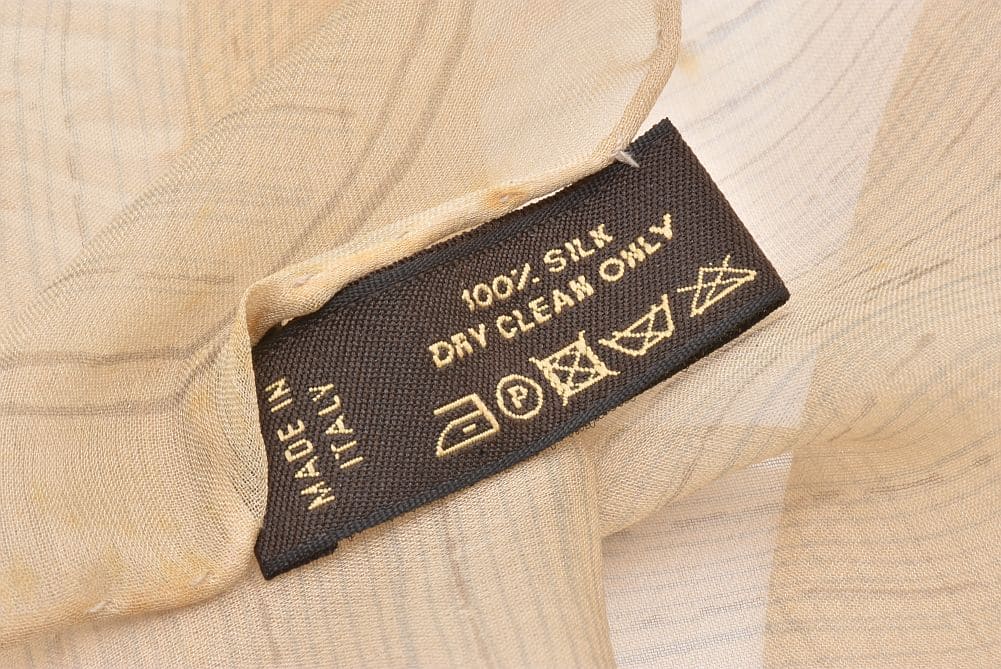 100% SILK
DRY CLEAN ONLY
P
MADE IN
ITALY